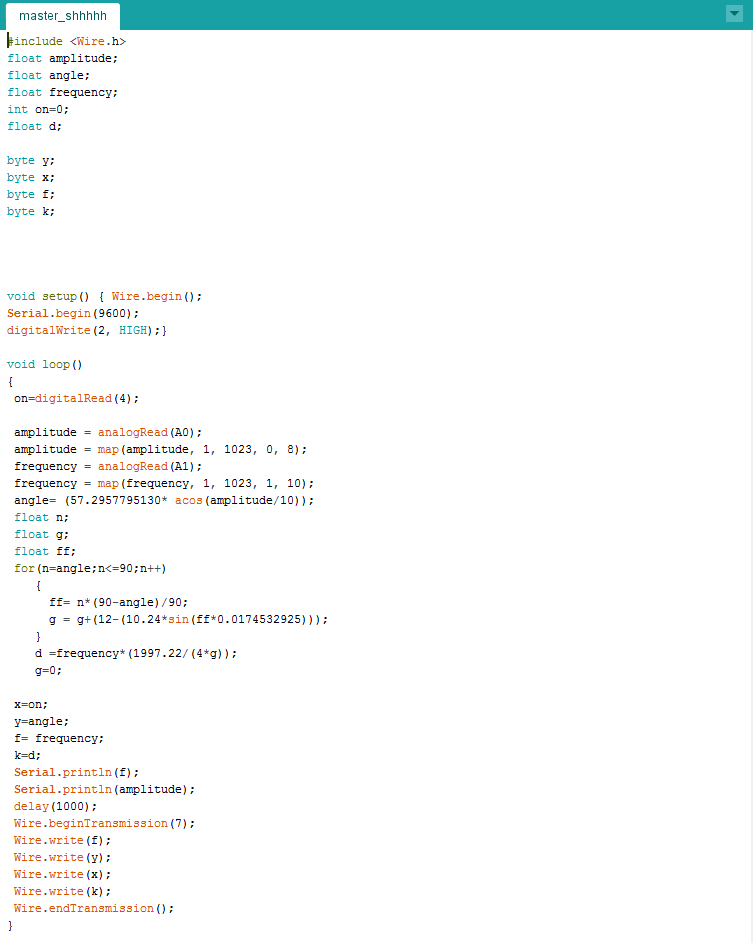 master_shhhhh
#include <Wire.h>
float amplitude;
float angle;
float frequency;
int on=0;
float d;
byte y;
byte x;
byte f;
byte k;
void setup() { Wire.begin();
Serial.begin(9600);
digitalWrite(2, HIGH);}
void loop()
{
on=digitalRead(4);
amplitude = analogRead(A0);
amplitude = map(amplitude, 1, 1023, 0, 8);
frequency = analogRead(A1);
frequency = map(frequency, 1, 1023, 1, 10);
angle= (57.2957795130* acos(amplitude/10));
float n;
float g;
float ff;
for(n=angle;n<=90;n++)
{
ff= n*(90-angle)/90;
g = g+(12-(10.24*sin(ff*0.0174532925)));
}
d =frequency*(1997.22/(4*g));
g=0;
x=on;
y=angle;
f= frequency;
k=d;
Serial.println(f);
Serial.println(amplitude);
delay(1000);
Wire.beginTransmission(7);
Wire.write(f);
Wire.write(y);
Wire.write(x);
Wire.write(k);
Wire.endTransmission();
}